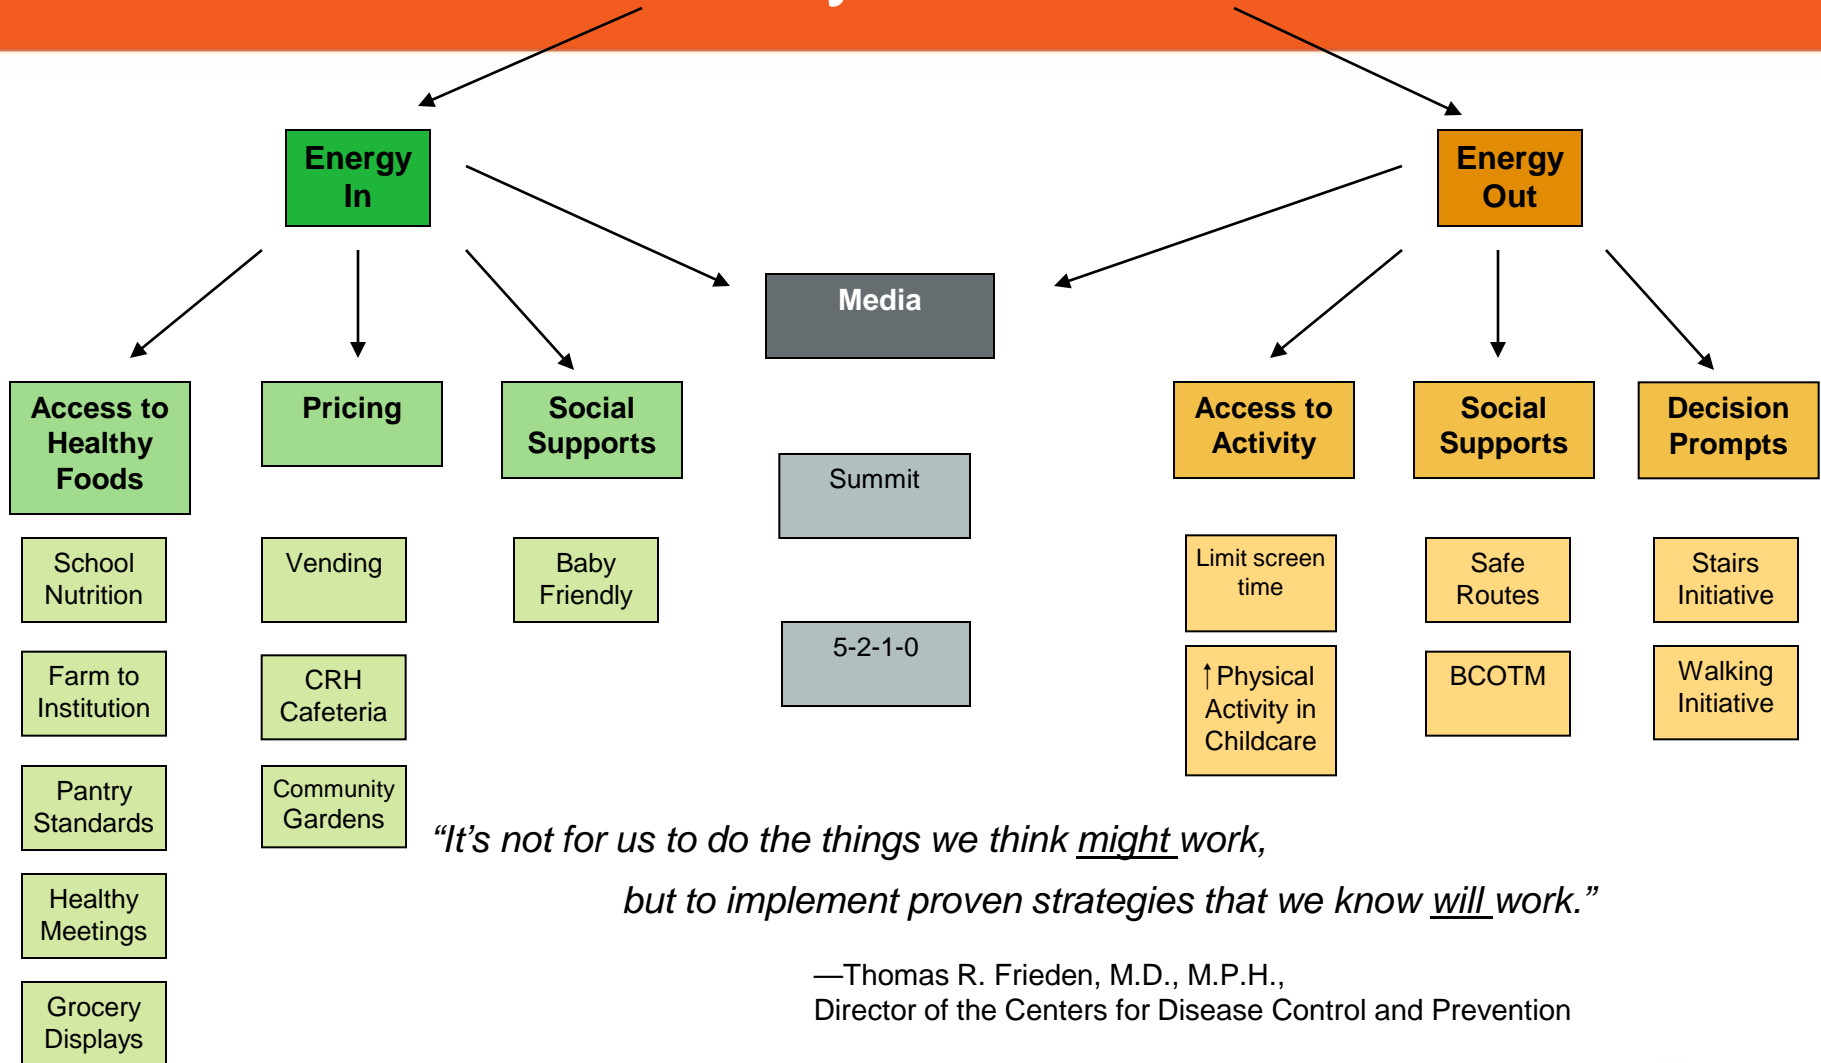 Energy
In
Energy
Out
Media
Access to
Healthy
Foods
Pricing
Social
Supports
Access to
Activity
Social
Supports
Decision
Prompts
Summit
5-2-1-0
School
Nutrition
Farm to
Institution
Pantry
Standards
Healthy
Meetings
Grocery
Displays
Vending
CRH
Cafeteria
Community
Gardens
Baby
Friendly
Limit screen
time
↑Physical
Activity in
Childcare
Safe
Routes
BCOTM
Stairs
Initiative
Walking
Initiative
“It’s not for us to do the things we think might work,
but to implement proven strategies that we know will work.”
—Thomas R. Frieden, M.D., M.P.H.,
Director of the Centers for Disease Control and Prevention